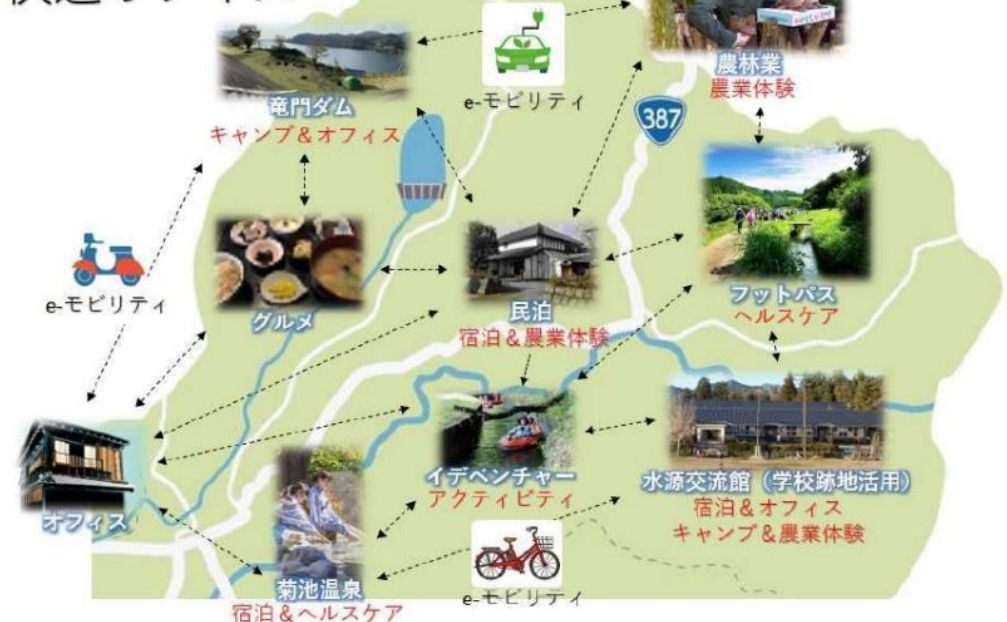 e-モビリティ
農林業
農業体験
竜門ダム
キャンプ&オフィス
387
e-モビリティ
グルメ
民泊
宿泊&農業体験
フットパス
ヘルスケア
オフィス
イデベンチャー
アクティビティ
水源交流館（学校跡地活用）
宿泊&オフィス
キャンプ&農業体験
菊池温泉
宿泊&ヘルスケア
e-モビリティ